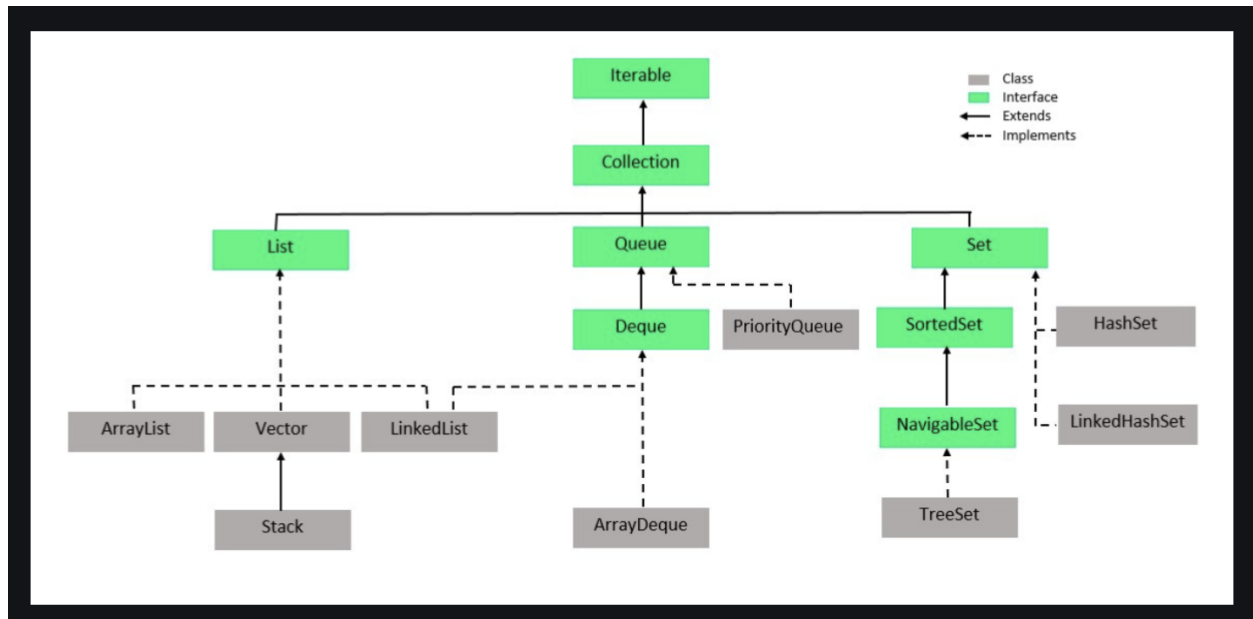 Iterable
Class
Interface
Extends
Implements
Collection
List
Queue
Set
Deque
PriorityQueue
SortedSet
HashSet
ArrayList
Vector
LinkedList
NavigableSet
LinkedHashSet
Stack
ArrayDeque
TreeSet